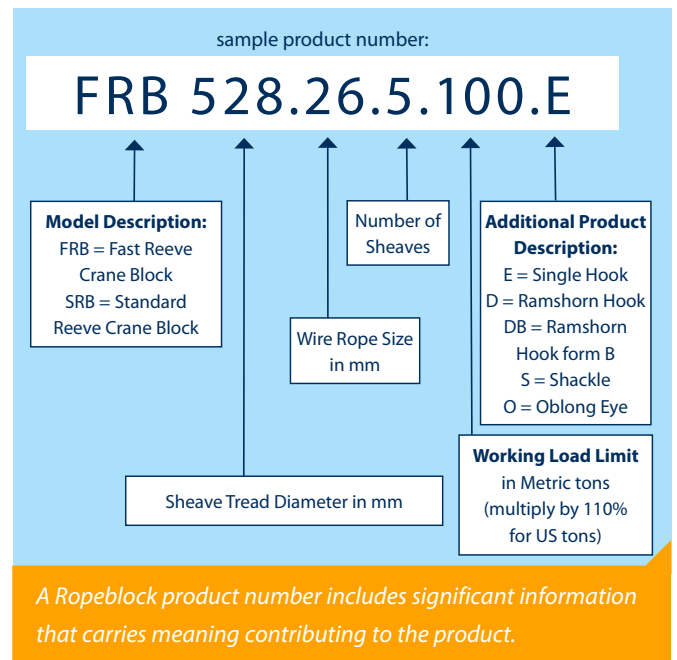 sample product number:
FRB 528.26.5.100.E
Model Description:
FRB = Fast Reeve
Crane Block
SRB = Standard
Reeve Crane Block
Number of
Sheaves
Additional Product
Description:
E = Single Hook
D = Ramshorn Hook
DB = Ramshorn
Hook form B
S = Shackle
O = Oblong Eye
Wire Rope Size
in mm
Working Load Limit
in Metric tons
(multiply by 110%
for US tons)
Sheave Tread Diameter in mm
A Ropeblock product number includes significant information
that carries meaning contributing to the product.